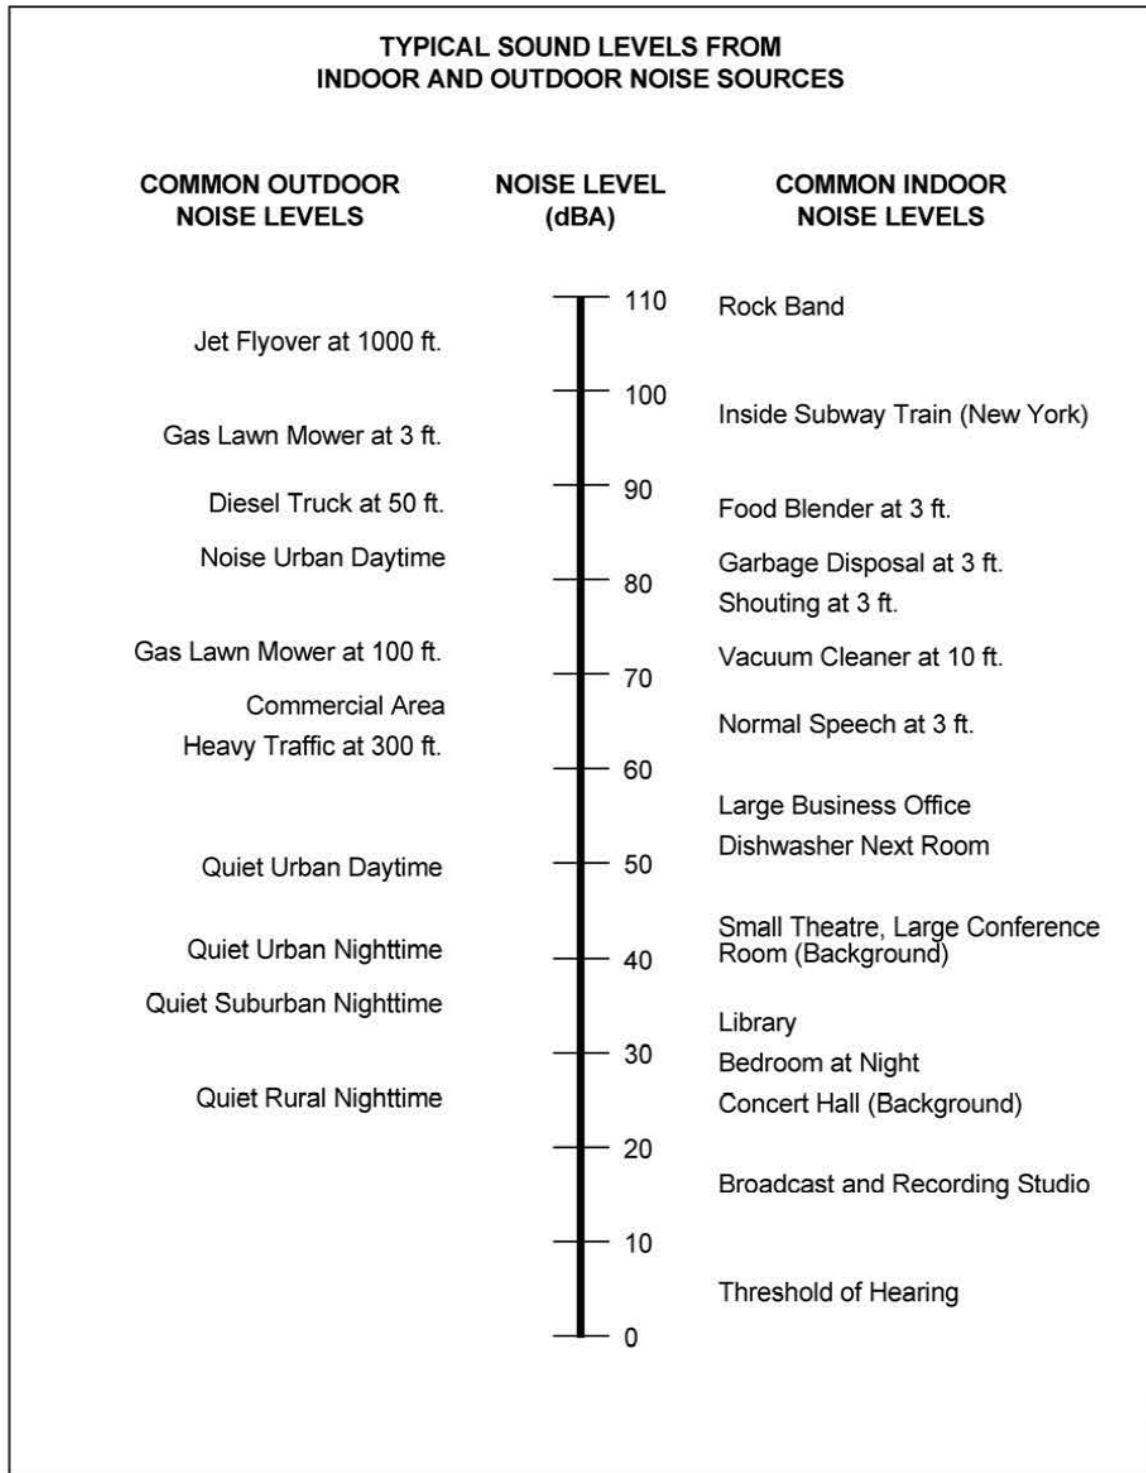 TYPICAL SOUND LEVELS FROM
INDOOR AND OUTDOOR NOISE SOURCES
COMMON OUTDOOR
NOISE LEVELS
NOISE LEVEL
(dBA)
COMMON INDOOR
NOISE LEVELS
Jet Flyover at 1000 ft.
Gas Lawn Mower at 3 ft.
Diesel Truck at 50 ft.
Noise Urban Daytime
Gas Lawn Mower at 100 ft.
Commercial Area
Heavy Traffic at 300 ft.
Quiet Urban Daytime
Quiet Urban Nighttime
Quiet Suburban Nighttime
Quiet Rural Nighttime
110
100
90
80
70
60
50
40
30
20
10
0
Rock Band
Inside Subway Train (New York)
Food Blender at 3 ft.
Garbage Disposal at 3 ft.
Shouting at 3 ft.
Vacuum Cleaner at 10 ft.
Normal Speech at 3 ft.
Large Business Office
Dishwasher Next Room
Small Theatre, Large Conference
Room (Background)
Library
Bedroom at Night
Concert Hall (Background)
Broadcast and Recording Studio
Threshold of Hearing